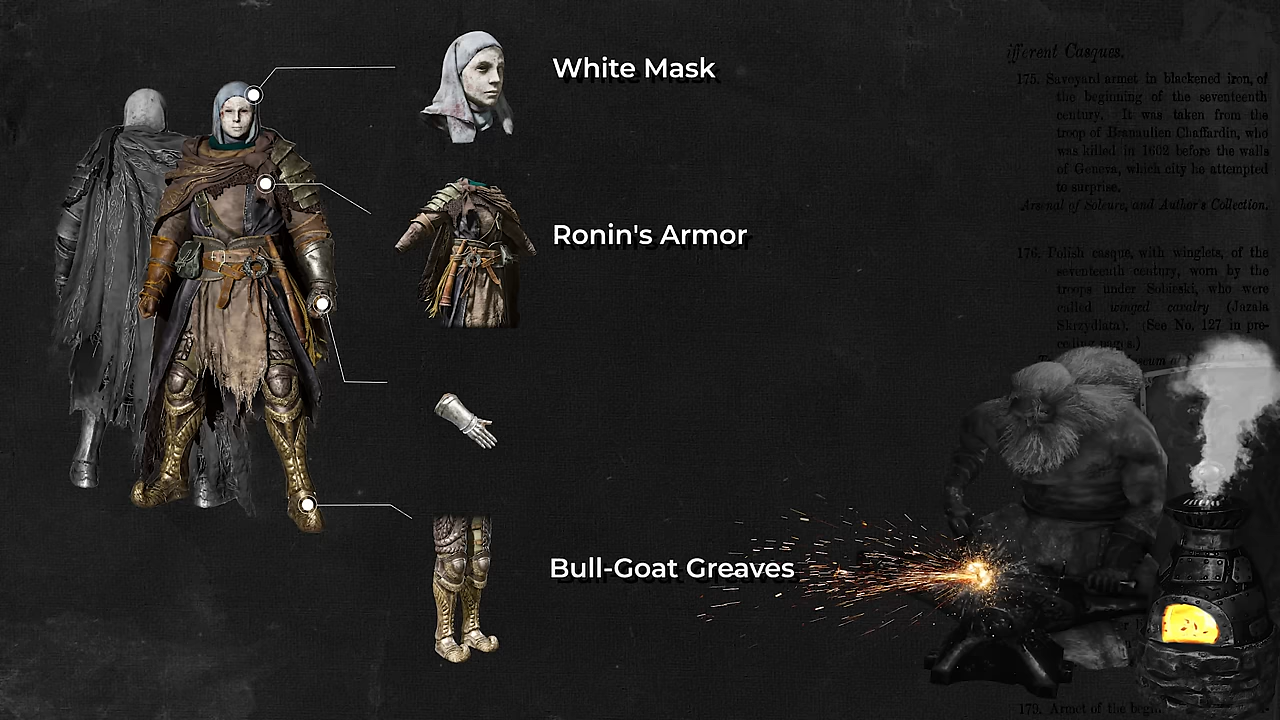 White Mask
Ronin's Armor
Bull-Goat Greaves
ifferent Casques.
175. Savoyard armet in blackened iron, of
the beginning of the seventeenth
century. It was taken from the
troop of Branaulieu Chaffardin, who
was killed in 1602 before the walls
of Geneva, which city he attempted
to surprise.
Arsenal of Soleure, and Author's Collection.
176. Polish casque, with winglets, of the
seventeenth century, worn by the
troops under Sobieski, who were
called winged cavalry (Jazala
Skrzydlata). (See No. 127 in pre-
179. Armet of the begin